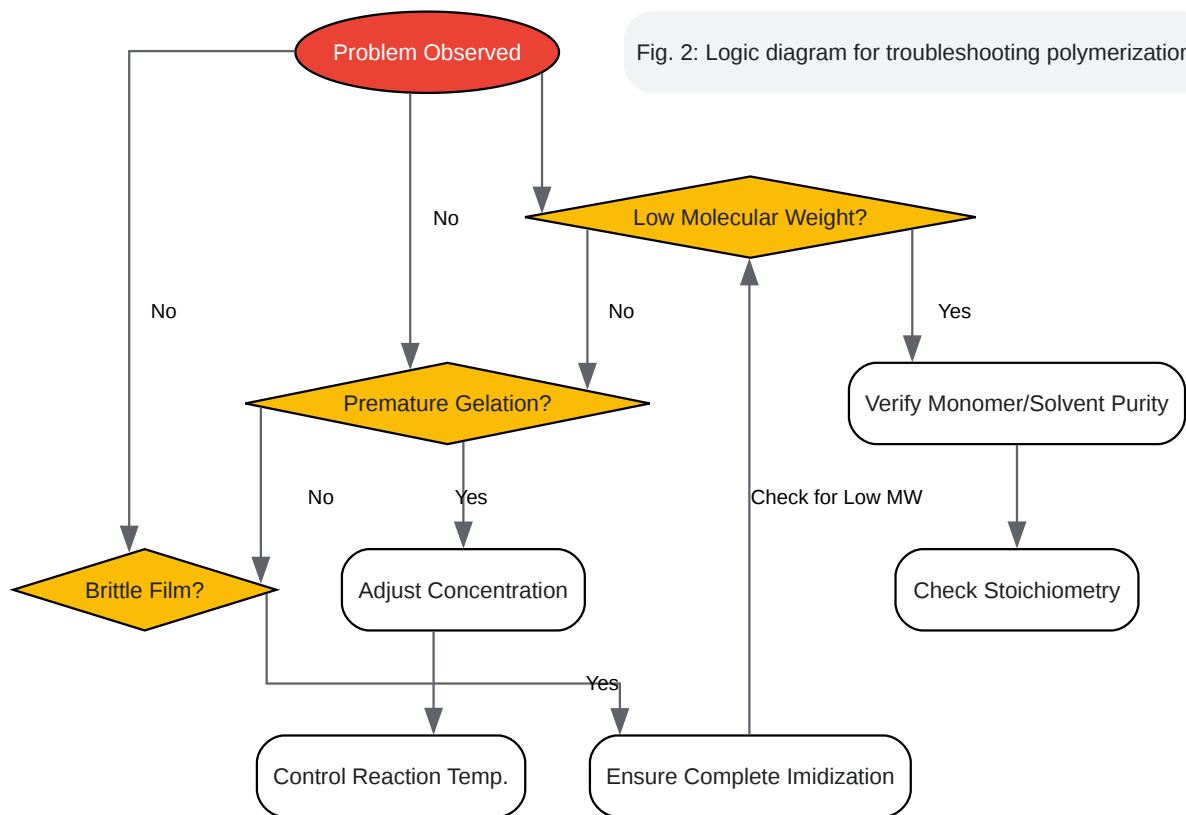 Problem Observed
Fig. 2: Logic diagram for troubleshooting polymerization
No
Low Molecular Weight?
No
No
Yes
Premature Gelation?
Verify Monomer/Solvent Purity
No
Yes
Check for Low MW
Brittle Film?
Adjust Concentration
Check Stoichiometry
Yes
Control Reaction Temp.
Ensure Complete Imidization